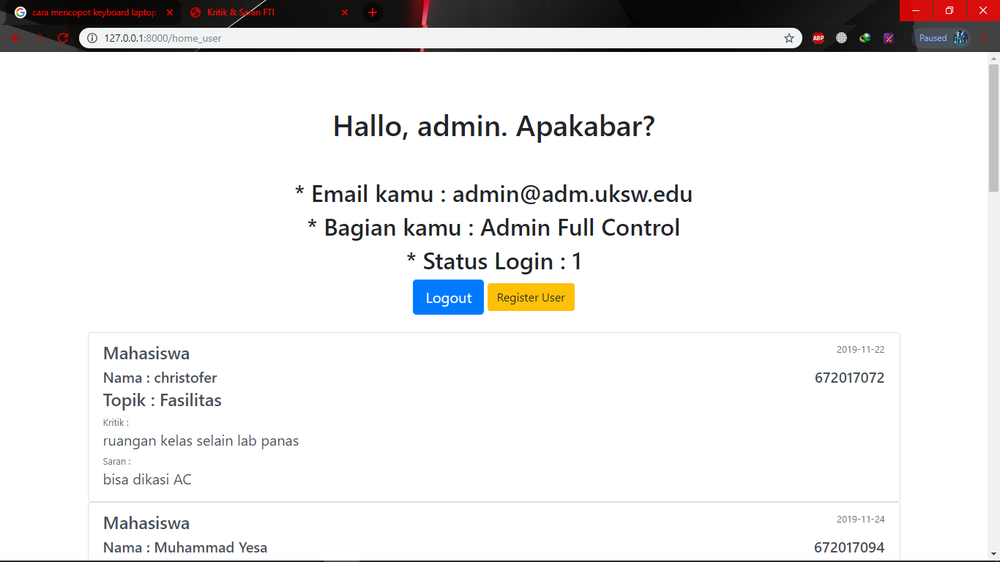 cara mencopot keyboard laptop
Kritik & Saran FTI
127.0.0.1:8000/home_user
ABP
Paused
Hallo, admin. Apakabar?
* Email kamu : admin@adm.uksw.edu
* Bagian kamu : Admin Full Control
* Status Login : 1
Logout Register User
Mahasiswa 2019-11-22
Nama : christofer 672017072
Topik : Fasilitas
Kritik :
ruangan kelas selain lab panas
Saran :
bisa dikasi AC
Mahasiswa 2019-11-24
Nama : Muhammad Yesa 672017094